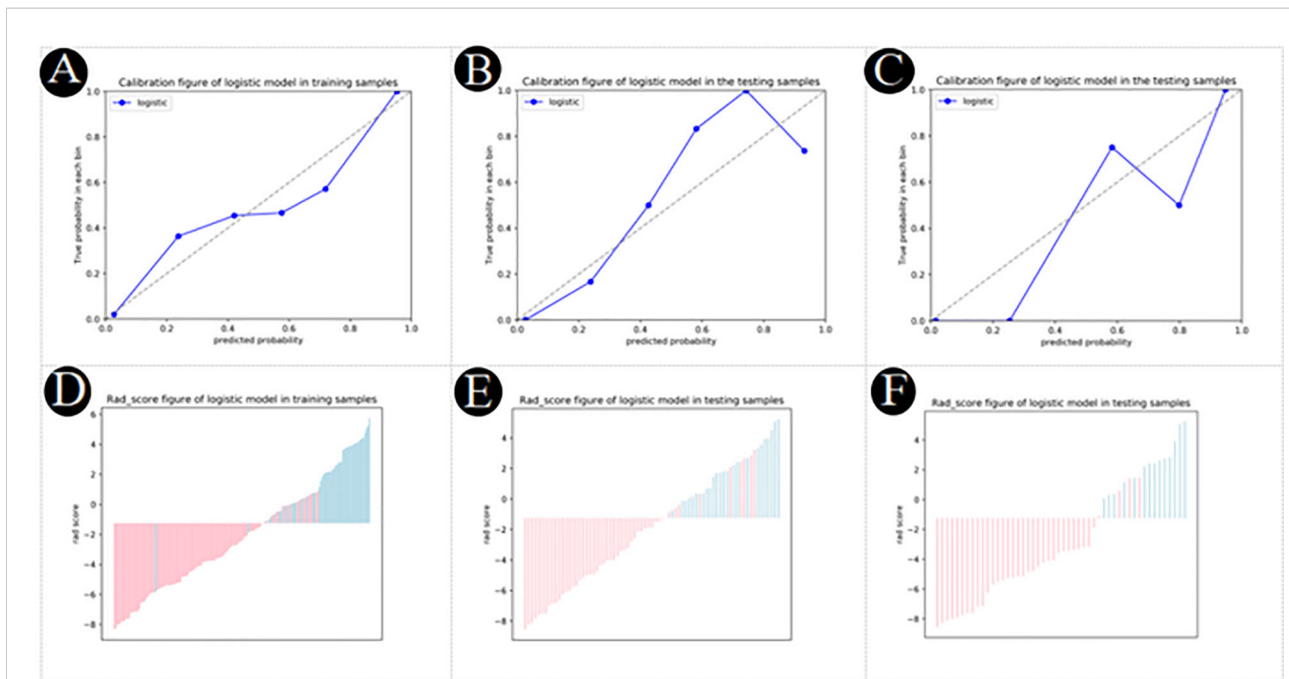 A
Calibration figure of logistic model in training samples
logistic
True probability in each bin
1.0
0.8
0.6
0.4
0.2
0.0
0.0 0.2 0.4 0.6 0.8 1.0
predicted probability
B
Calibration figure of logistic model in the testing samples
logistic
True probability in each bin
1.0
0.8
0.6
0.4
0.2
0.0
0.0 0.2 0.4 0.6 0.8 1.0
predicted probability
C
Calibration figure of logistic model in the testing samples
logistic
True probability in each bin
1.0
0.8
0.6
0.4
0.2
0.0
0.0 0.2 0.4 0.6 0.8 1.0
predicted probability
D
Rad_score figure of logistic model in training samples
rad score
6
4
2
0
−2
−4
−6
−8
E
Rad_score figure of logistic model in testing samples
rad score
4
2
0
−2
−4
−6
−8
F
Rad_score figure of logistic model in testing samples
rad score
4
2
0
−2
−4
−6
−8